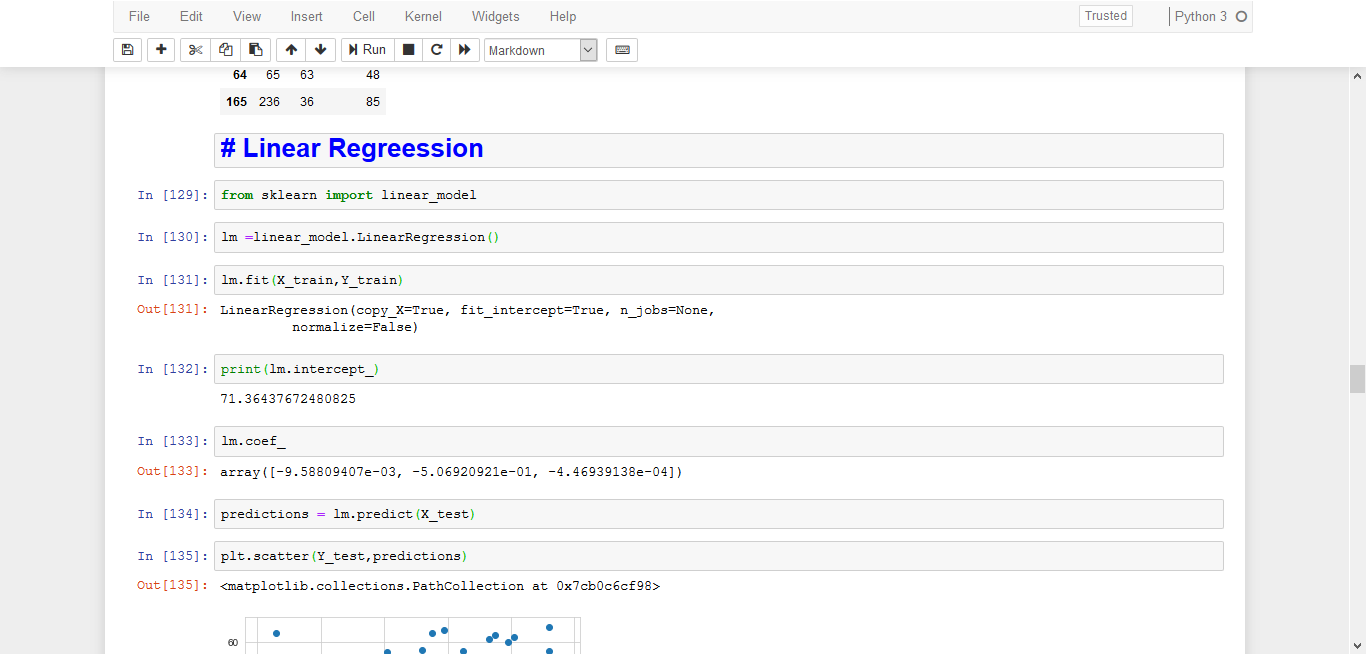 File Edit View Insert Cell Kernel Widgets Help Trusted Python 3
Run Markdown
64 65 63 48
165 236 36 85
# Linear Regreession
In [129]: from sklearn import linear_model
In [130]: lm =linear_model.LinearRegression()
In [131]: lm.fit(X_train,Y_train)
Out[131]: LinearRegression(copy_X=True, fit_intercept=True, n_jobs=None,
normalize=False)
In [132]: print(lm.intercept_)
71.36437672480825
In [133]: lm.coef_
Out[133]: array([-9.58809407e-03, -5.06920921e-01, -4.46939138e-04])
In [134]: predictions = lm.predict(X_test)
In [135]: plt.scatter(Y_test,predictions)
Out[135]: <matplotlib.collections.PathCollection at 0x7cb0c6cf98>
60